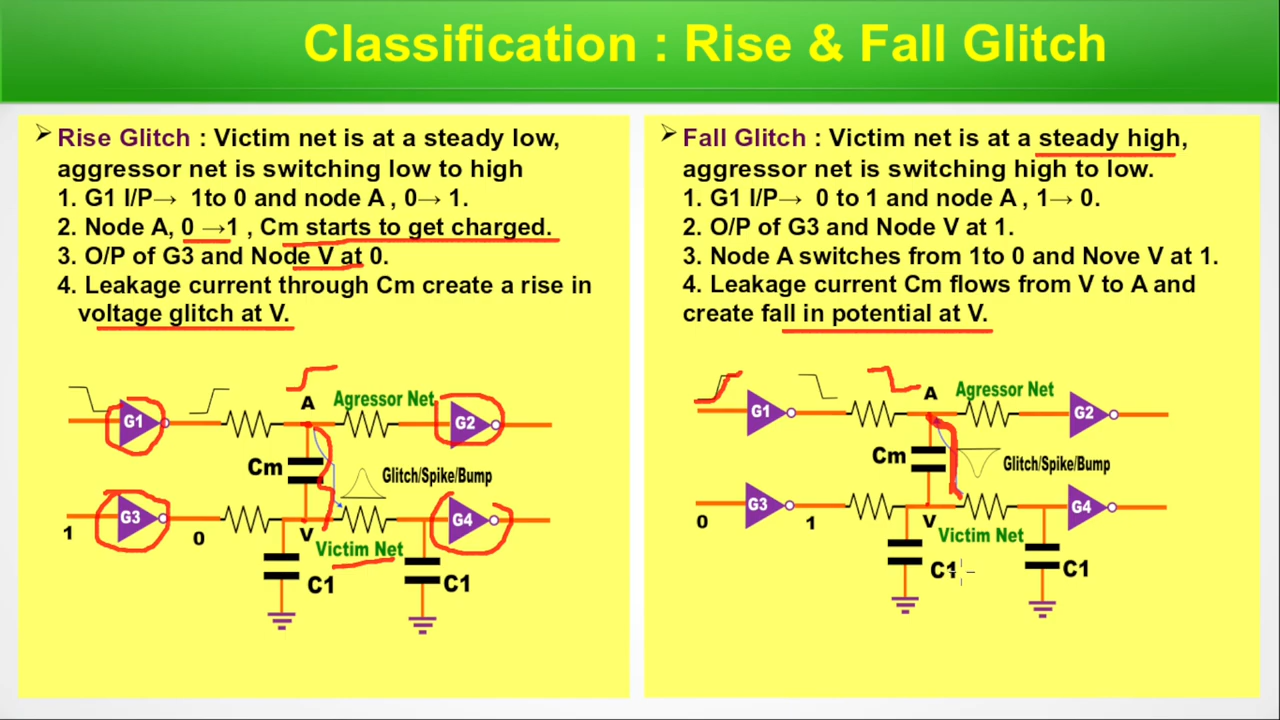 Classification : Rise & Fall Glitch
➢ Rise Glitch : Victim net is at a steady low,
aggressor net is switching low to high
1. G1 I/P→ 1to 0 and node A , 0→ 1.
2. Node A, 0 →1 , Cm starts to get charged.
3. O/P of G3 and Node V at 0.
4. Leakage current through Cm create a rise in
voltage glitch at V.
A
Agressor Net
G1
G2
Cm
Glitch/Spike/Bump
1
G3
0
V
G4
Victim Net
C1
C1
➢ Fall Glitch : Victim net is at a steady high,
aggressor net is switching high to low.
1. G1 I/P→ 0 to 1 and node A , 1→ 0.
2. O/P of G3 and Node V at 1.
3. Node A switches from 1to 0 and Nove V at 1.
4. Leakage current Cm flows from V to A and
create fall in potential at V.
A
Agressor Net
G1
G2
Cm
Glitch/Spike/Bump
0
G3
1
V
G4
Victim Net
C1
C1